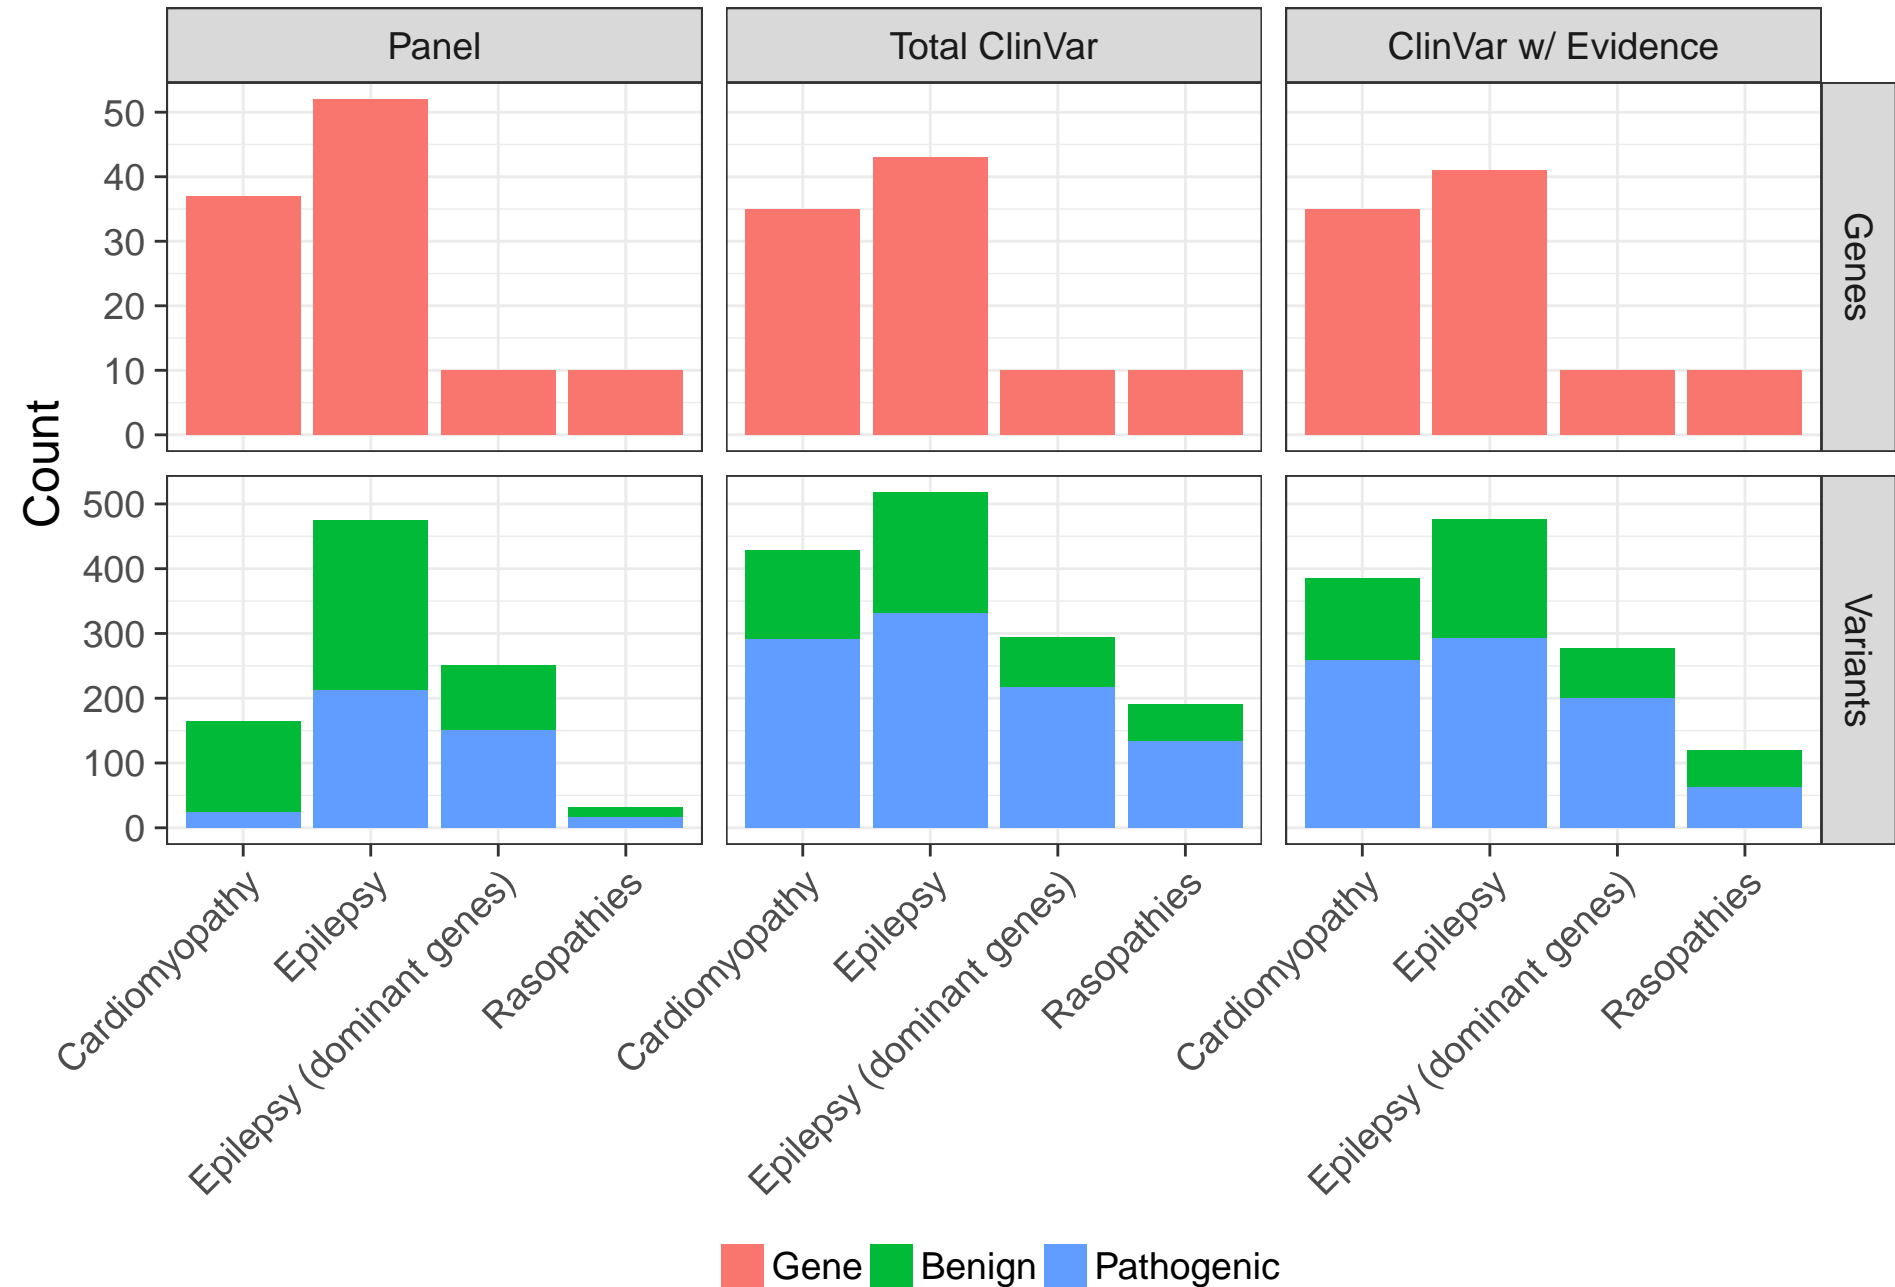 Panel
Total ClinVar
ClinVar w/ Evidence
50
40
30
20
10
0
Genes
Count
500
400
300
200
100
0
Variants
Cardiomyopathy
Epilepsy
Epilepsy (dominant genes)
Rasopathies
Cardiomyopathy
Epilepsy
Epilepsy (dominant genes)
Rasopathies
Cardiomyopathy
Epilepsy
Epilepsy (dominant genes)
Rasopathies
Gene Benign Pathogenic